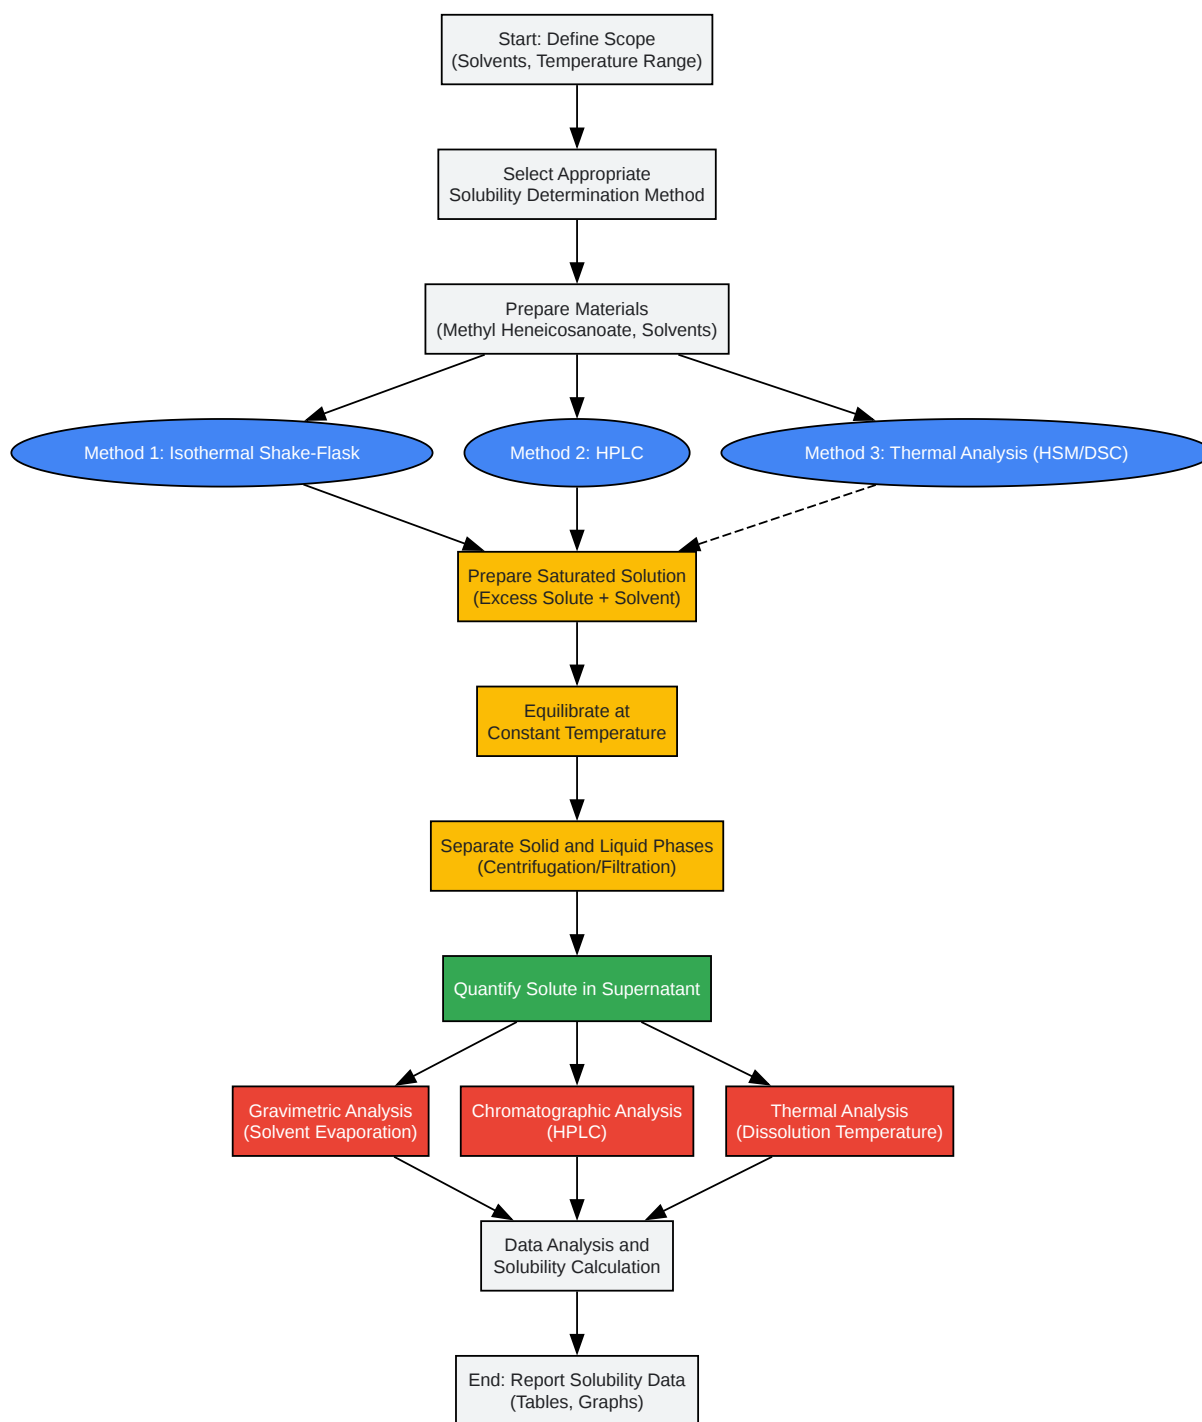 Start: Define Scope
(Solvents, Temperature Range)
Select Appropriate
Solubility Determination Method
Prepare Materials
(Methyl Heneicosanoate, Solvents)
Method 1: Isothermal Shake-Flask
Method 2: HPLC
Method 3: Thermal Analysis (HSM/DSC)
Prepare Saturated Solution
(Excess Solute + Solvent)
Equilibrate at
Constant Temperature
Separate Solid and Liquid Phases
(Centrifugation/Filtration)
Quantify Solute in Supernatant
Gravimetric Analysis
(Solvent Evaporation)
Chromatographic Analysis
(HPLC)
Thermal Analysis
(Dissolution Temperature)
Data Analysis and
Solubility Calculation
End: Report Solubility Data
(Tables, Graphs)